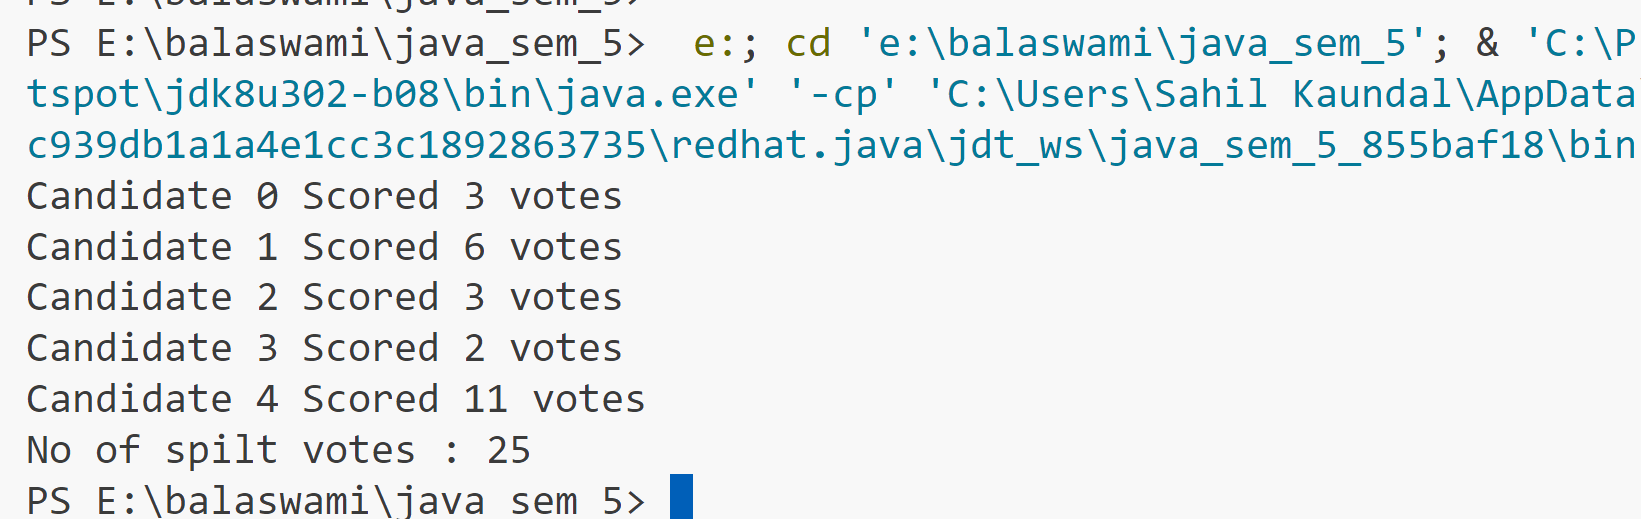 PS E:\balaswami\java_sem_5>
PS E:\balaswami\java_sem_5>  e:; cd 'e:\balaswami\java_sem_5'; & 'C:\P
tspot\jdk8u302-b08\bin\java.exe' '-cp' 'C:\Users\Sahil Kaundal\AppData
c939db1a1a4e1cc3c1892863735\redhat.java\jdt_ws\java_sem_5_855baf18\bin
Candidate 0 Scored 3 votes
Candidate 1 Scored 6 votes
Candidate 2 Scored 3 votes
Candidate 3 Scored 2 votes
Candidate 4 Scored 11 votes
No of spilt votes : 25
PS E:\balaswami\java sem 5>